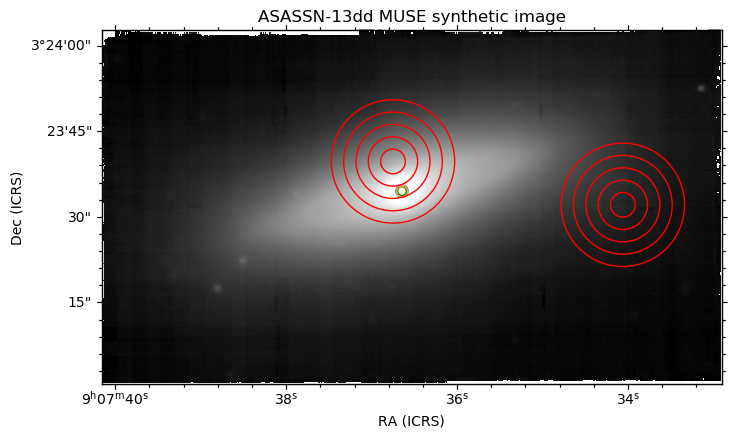 ASASSN-13dd MUSE synthetic image
3°24'00"
23'45"
30"
15"
Dec (ICRS)
9ʰ07ᵐ40ˢ
38ˢ
36ˢ
34ˢ
RA (ICRS)